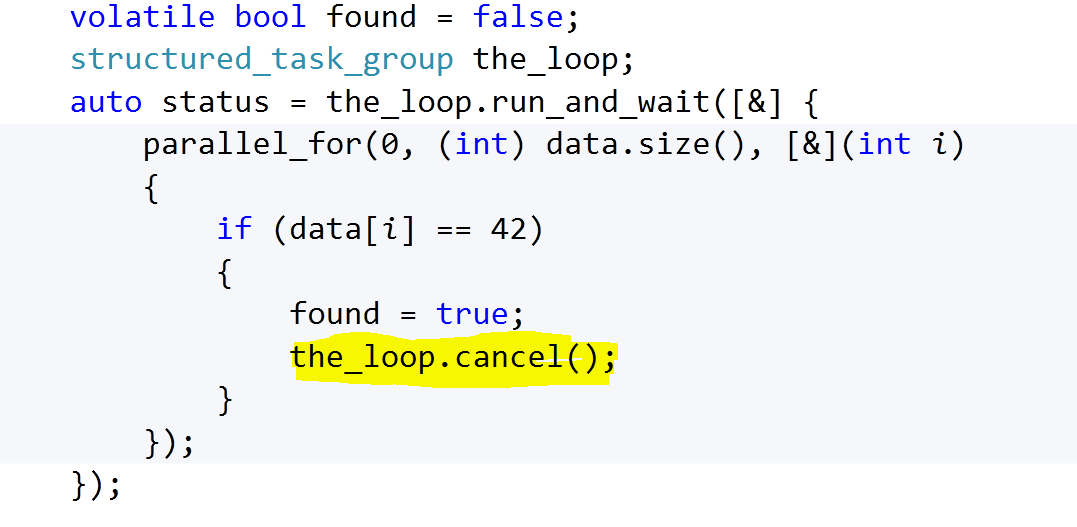 volatile bool found = false;
structured_task_group the_loop;
auto status = the_loop.run_and_wait([&] {
    parallel_for(0, (int) data.size(), [&](int i)
    {
        if (data[i] == 42)
        {
            found = true;
            the_loop.cancel();
        }
    });
});